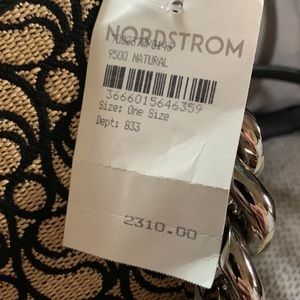 NORDSTROM
9500 NATURAL
3666015646359
Size: One Size
Dept: 833
2310.00